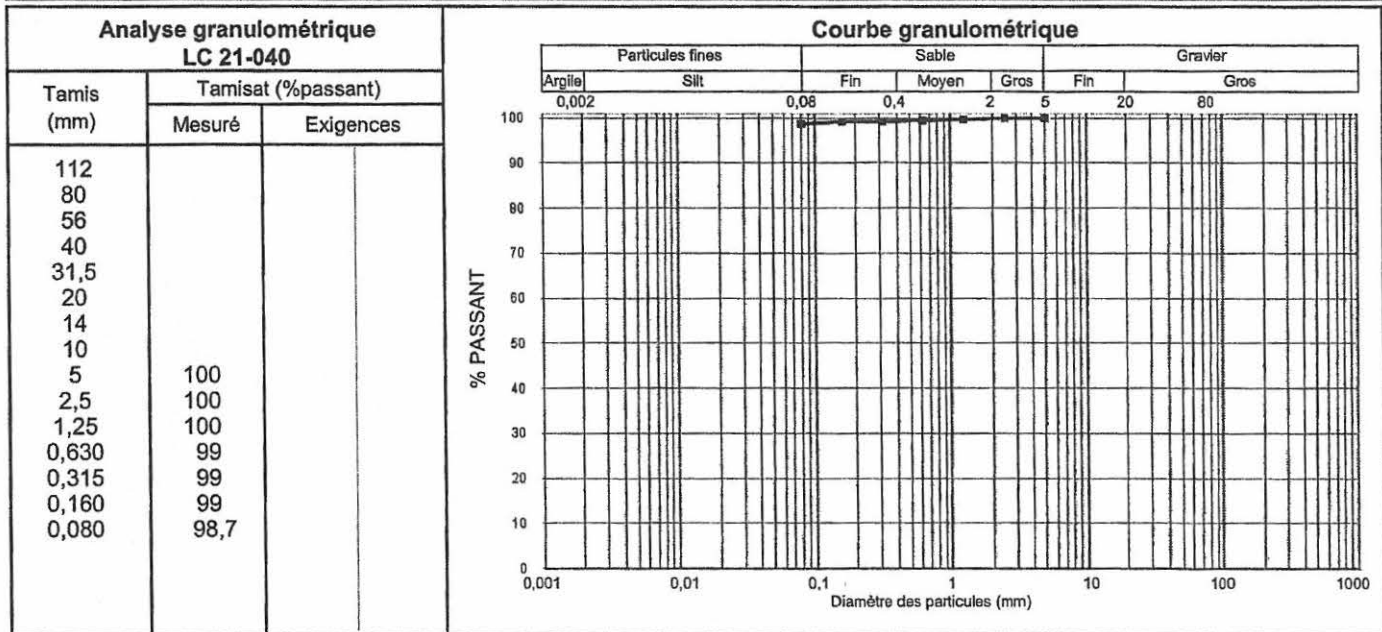 Analyse granulométrique
LC 21-040
Tamis
(mm)
Tamisat (%passant)
Mesuré Exigences
112
80
56
40
31,5
20
14
10
5 100
2,5 100
1,25 100
0,630 99
0,315 99
0,160 99
0,080 98,7
Courbe granulométrique
Particules fines Sable Gravier
Argile Silt Fin Moyen Gros Fin Gros
0,002 0,08 0,4 2 5 20 80
% PASSANT
100
90
80
70
60
50
40
30
20
10
0
0,001 0,01 0,1 1 10 100 1000
Diamètre des particules (mm)